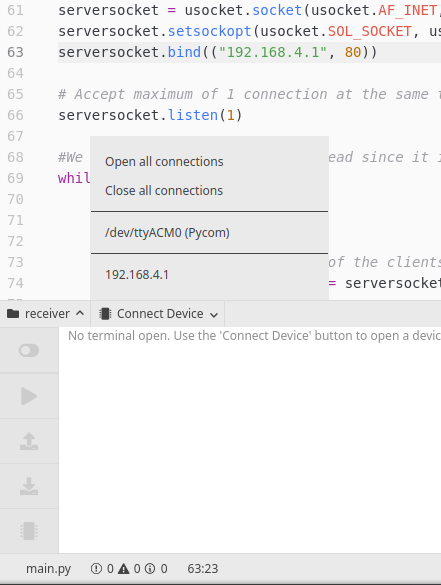 61 serversocket = usocket.socket(usocket.AF_INET,
62 serversocket.setsockopt(usocket.SOL_SOCKET, us
63 serversocket.bind(("192.168.4.1", 80))
64
65 # Accept maximum of 1 connection at the same t
66 serversocket.listen(1)
67
68 #We ead since it i
69 whil
70
71
72
73 of the clients
74 = serversocket
Open all connections
Close all connections
/dev/ttyACM0 (Pycom)
192.168.4.1
receiver Connect Device
No terminal open. Use the 'Connect Device' button to open a devic
main.py 0 0 0 63:23